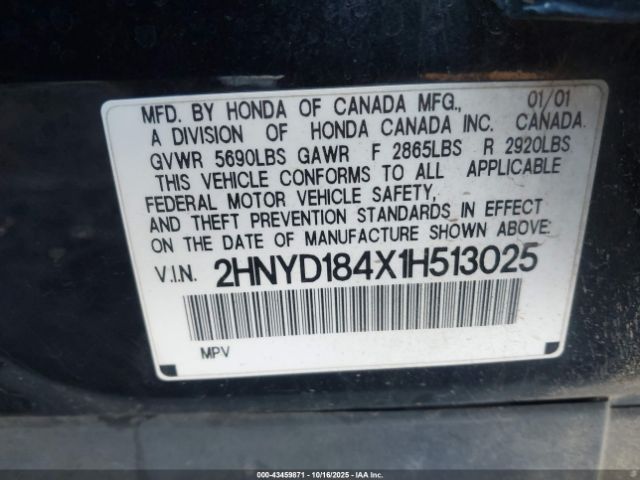 MFD. BY HONDA OF CANADA MFG., 01/01
A DIVISION OF HONDA CANADA INC. CANADA.
GVWR 5690LBS GAWR F 2865LBS R 2920LBS
THIS VEHICLE CONFORMS TO ALL APPLICABLE
FEDERAL MOTOR VEHICLE SAFETY,
AND THEFT PREVENTION STANDARDS IN EFFECT
ON THE DATE OF MANUFACTURE SHOWN ABOVE.
V.I.N. 2HNYD184X1H513025
MPV
© 43459871 | 10/16/2025 - IAA Inc.